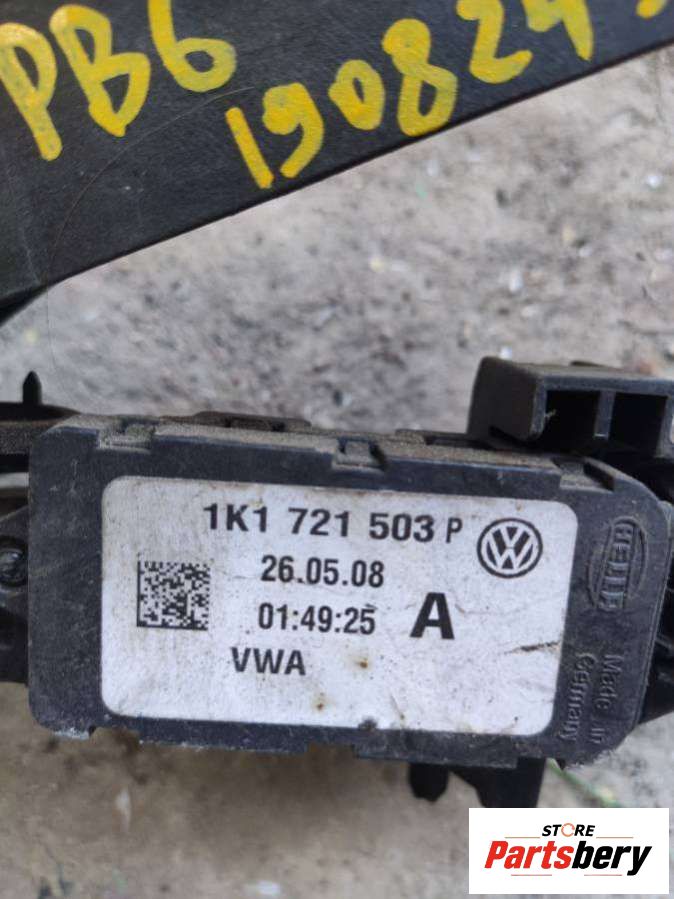 PB6
190824
1K1 721 503 P
26.05.08
01:49:25 A
VWA
HELLA
Made in
Germany
STORE
Partsbery